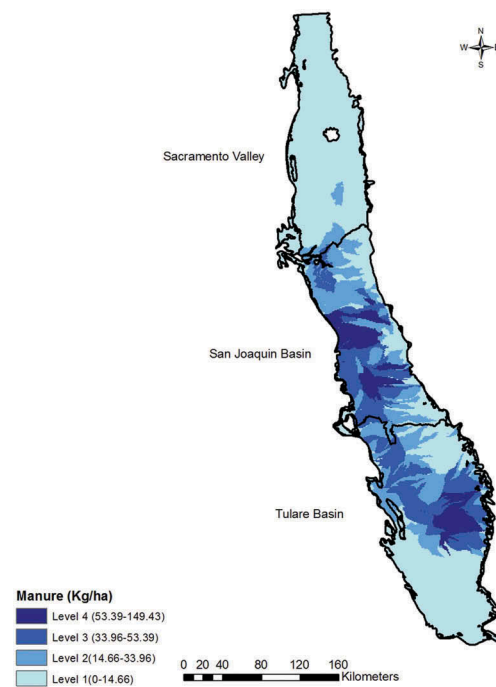 N
W E
S
Sacramento Valley
San Joaquin Basin
Tulare Basin
Manure (Kg/ha)
Level 4 (53.39-149.43)
Level 3 (33.96-53.39)
Level 2(14.66-33.96)
Level 1(0-14.66)
0 20 40 80 120 160
Kilometers